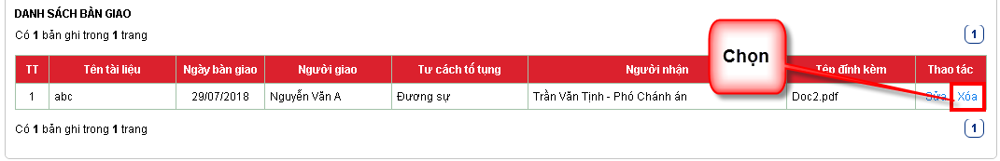 DANH SÁCH BÀN GIAO
Có 1 bản ghi trong 1 trang 1
Chọn
TT Tên tài liệu Ngày bàn giao Người giao Tư cách tố tụng Người nhận Tên đính kèm Thao tác
1 abc 29/07/2018 Nguyễn Văn A Đương sự Trần Văn Tịnh - Phó Chánh án Doc2.pdf Sửa Xóa
Có 1 bản ghi trong 1 trang 1